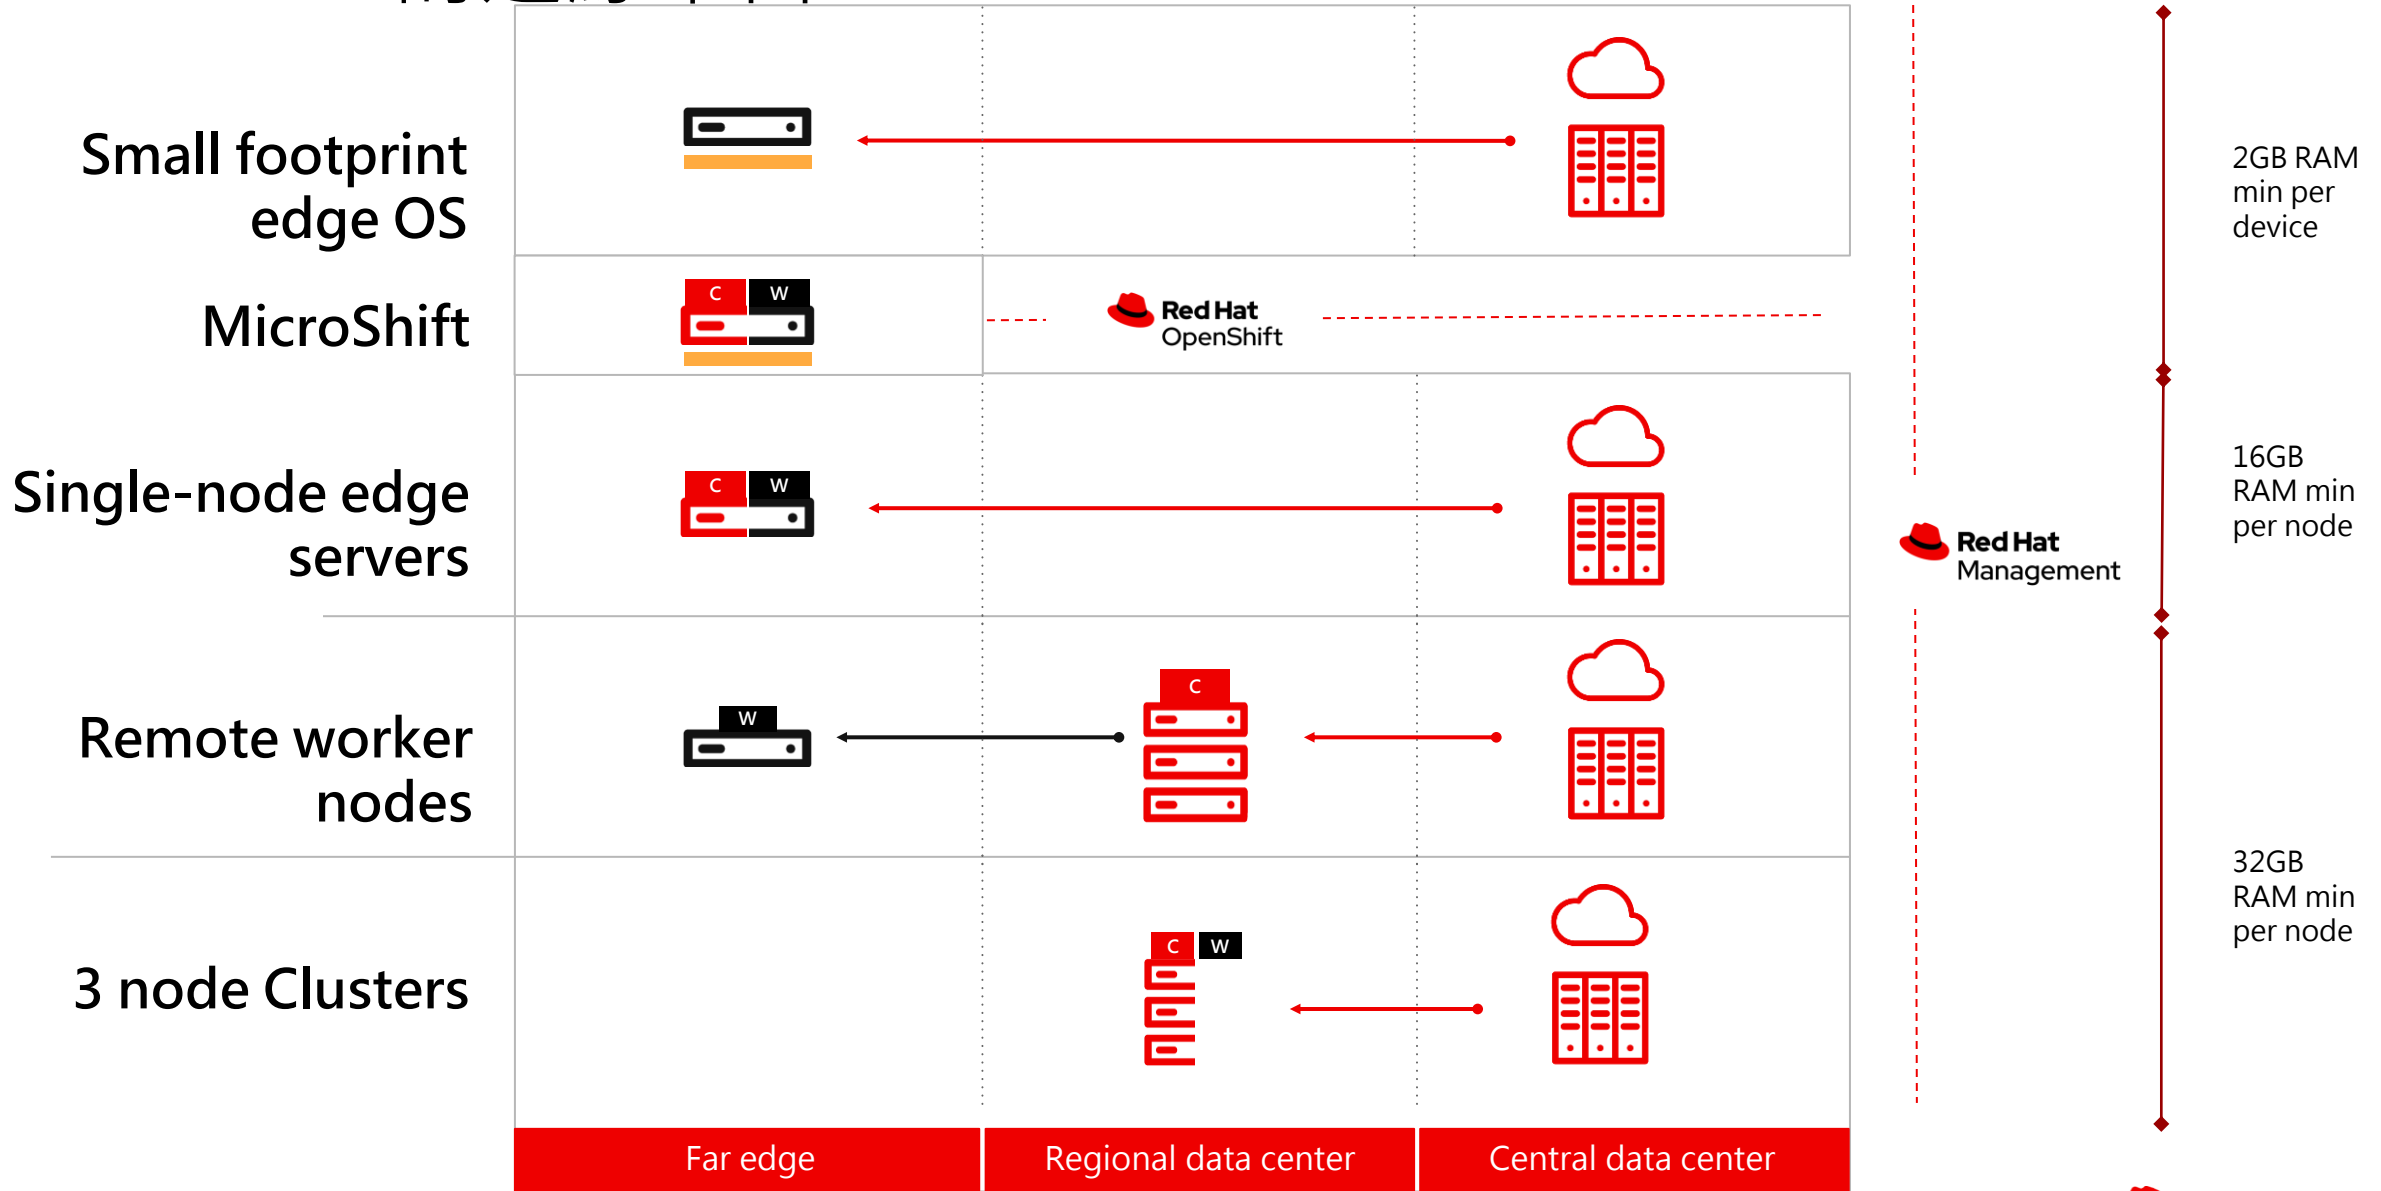 Small footprint
edge OS
2GB RAM
min per
device
C W
MicroShift
Red Hat
OpenShift
C W
Single-node edge
servers
16GB
RAM min
per node
Red Hat
Management
C
W
Remote worker
nodes
C W
3 node Clusters
32GB
RAM min
per node
Far edge
Regional data center
Central data center